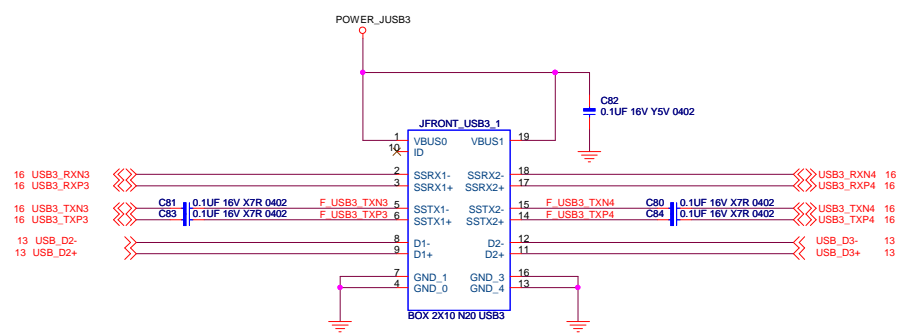 POWER_JUSB3
C82
0.1UF 16V Y5V 0402
JFRONT_USB3_1
1 VBUS0 VBUS1 19
10 ID
16 USB3_RXN3 2 SSRX1- SSRX2- 18 USB3_RXN4 16
16 USB3_RXP3 3 SSRX1+ SSRX2+ 17 USB3_RXP4 16
16 USB3_TXN3 C81 0.1UF 16V X7R 0402 F_USB3_TXN3 5 SSTX1- SSTX2- 15 F_USB3_TXN4 C80 0.1UF 16V X7R 0402 USB3_TXN4 16
16 USB3_TXP3 C83 0.1UF 16V X7R 0402 F_USB3_TXP3 6 SSTX1+ SSTX2+ 14 F_USB3_TXP4 C84 0.1UF 16V X7R 0402 USB3_TXP4 16
13 USB_D2- 8 D1- D2- 12 USB_D3- 13
13 USB_D2+ 9 D1+ D2+ 11 USB_D3+ 13
7 GND_1 GND_3 16
4 GND_0 GND_4 13
BOX 2X10 N20 USB3